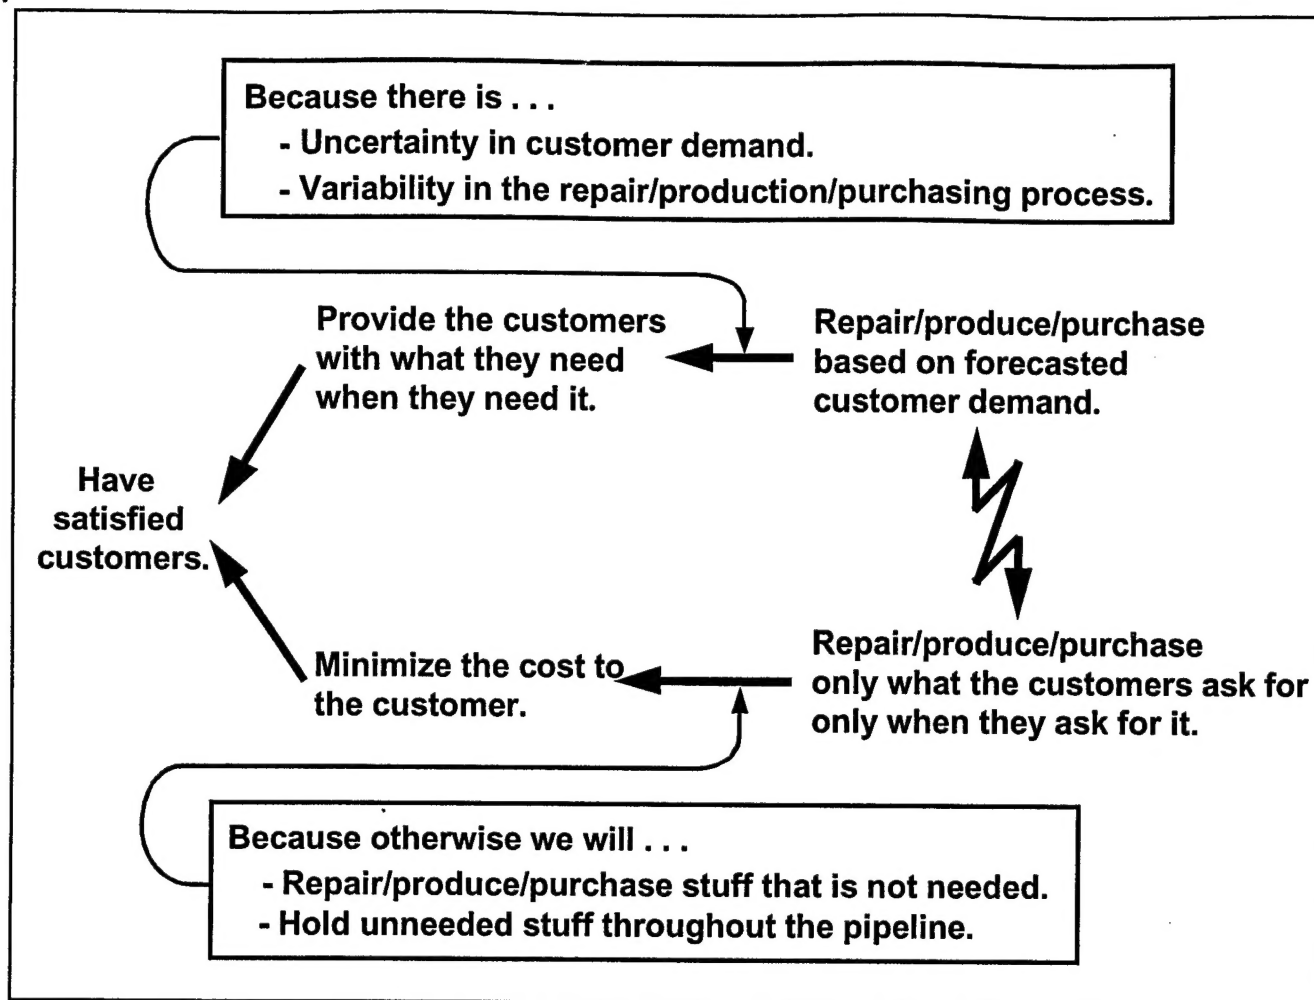 Because there is . . .
- Uncertainty in customer demand.
- Variability in the repair/production/purchasing process.
Provide the customers
with what they need
when they need it.
Repair/produce/purchase
based on forecasted
customer demand.
Have
satisfied
customers.
Minimize the cost to
the customer.
Repair/produce/purchase
only what the customers ask for
only when they ask for it.
Because otherwise we will . . .
- Repair/produce/purchase stuff that is not needed.
- Hold unneeded stuff throughout the pipeline.